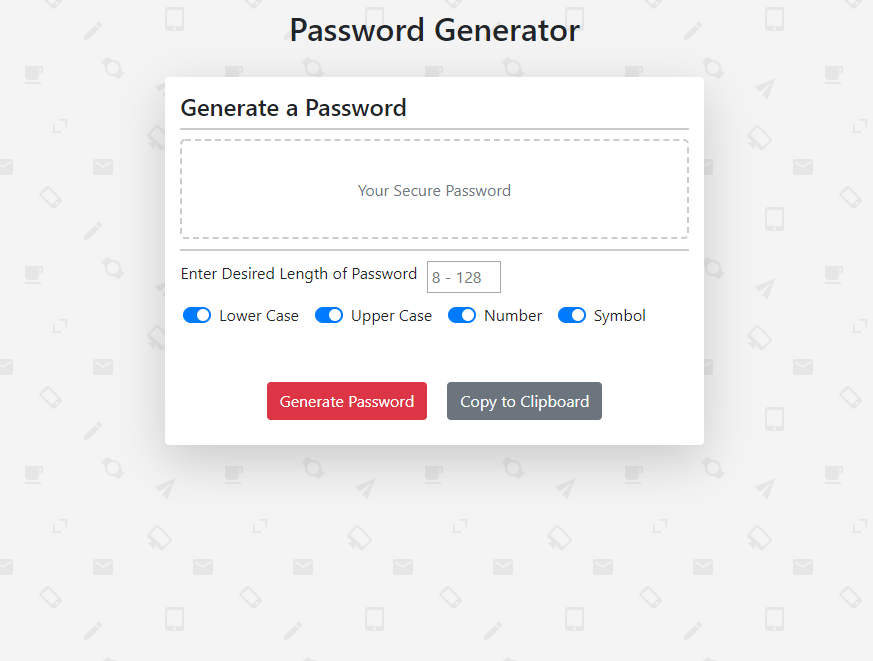 Password Generator
Generate a Password
Your Secure Password
Enter Desired Length of Password 8 - 128
Lower Case Upper Case Number Symbol
Generate Password Copy to Clipboard